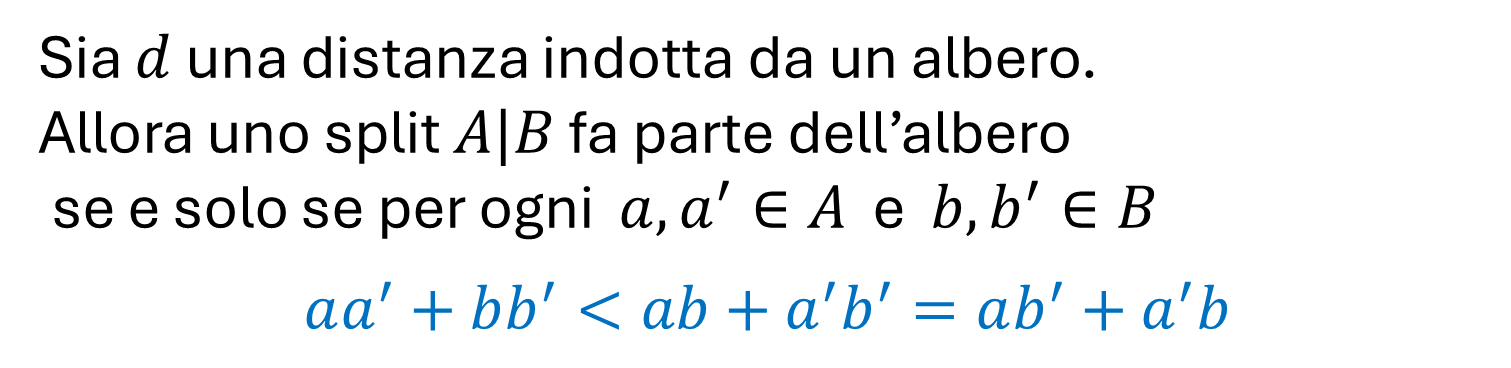 Sia d una distanza indotta da un albero.
Allora uno split A|B fa parte dell’albero
se e solo se per ogni a, a′ ∈ A e b, b′ ∈ B
aa′ + bb′ < ab + a′b′ = ab′ + a′b